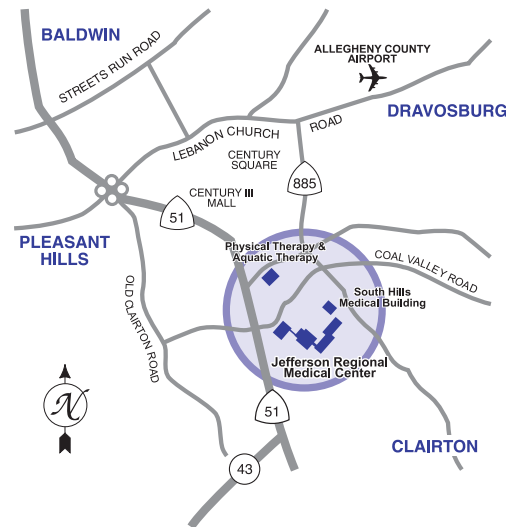 BALDWIN
STREETS RUN ROAD
ALLEGHENY COUNTY
AIRPORT
DRAVOSBURG
LEBANON CHURCH
ROAD
CENTURY
SQUARE
885
CENTURY III
MALL
51
PLEASANT
HILLS
Physical Therapy &
Aquatic Therapy
COAL VALLEY ROAD
South Hills
Medical Building
OLD CLAIRTON ROAD
Jefferson Regional
Medical Center
N
51
CLAIRTON
43